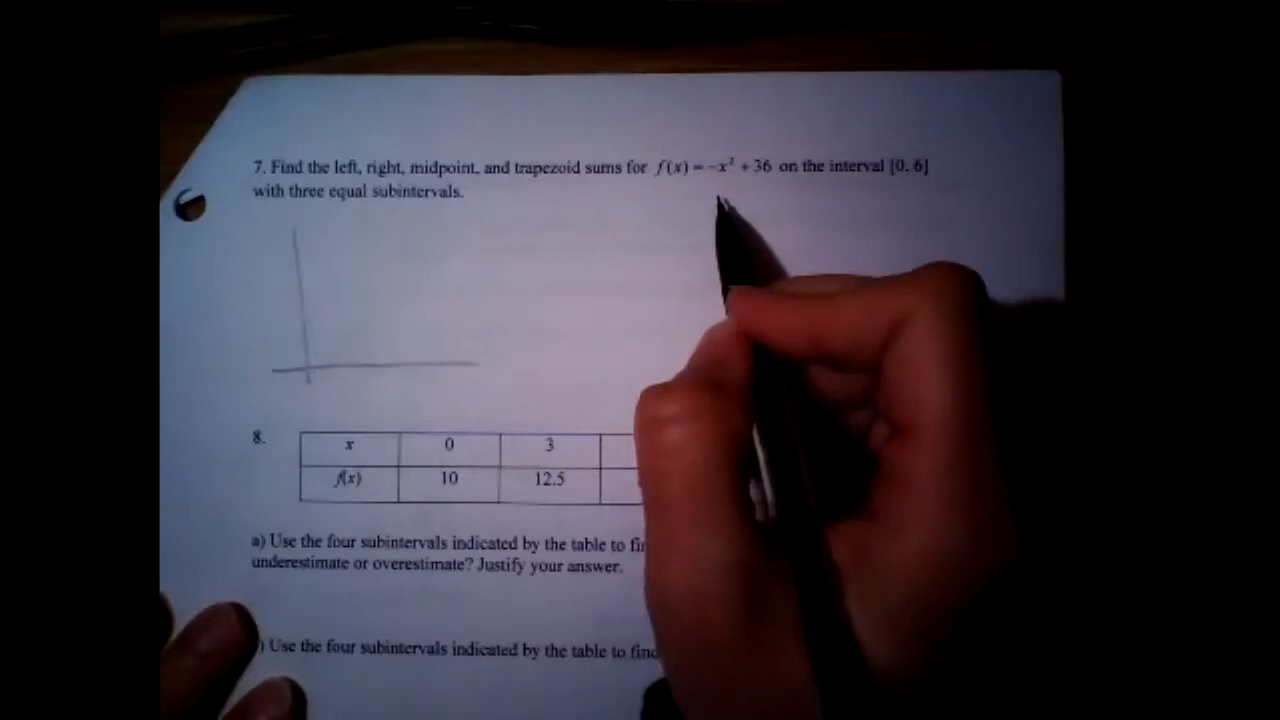 7. Find the left, right, midpoint, and trapezoid sums for f(x) = -x² + 36 on the interval [0, 6]
with three equal subintervals.
8.
x 0 3
f(x) 10 12.5
a) Use the four subintervals indicated by the table to
underestimate or overestimate? Justify your answer.
) Use the four subintervals indicated by the table to find